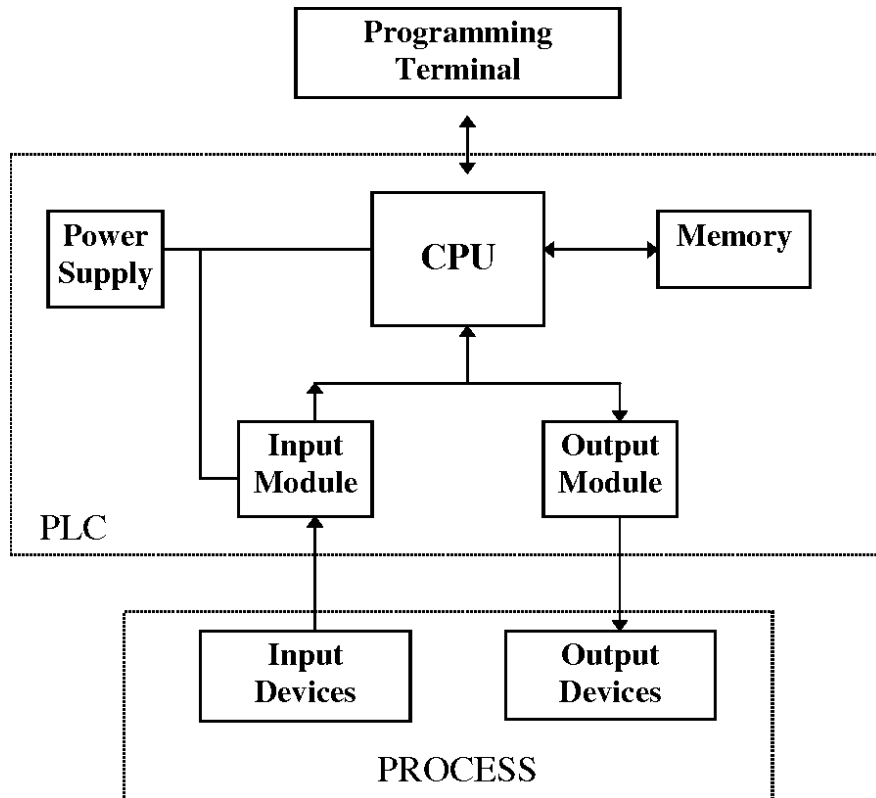 Programming
Terminal
Power
Supply
CPU
Memory
Input
Module
Output
Module
PLC
Input
Devices
Output
Devices
PROCESS